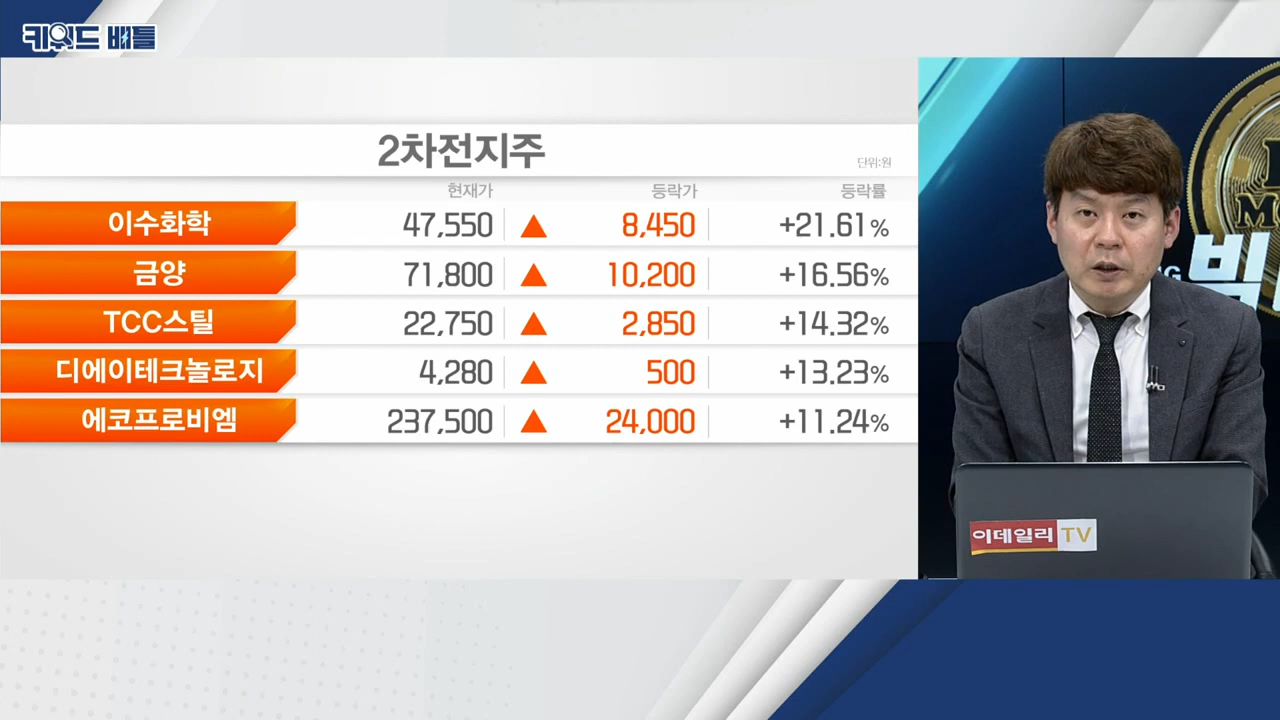 키워드 배틀
2차전지주
단위:원
현재가 등락가 등락률
이수화학 47,550 ▲ 8,450 +21.61%
금양 71,800 ▲ 10,200 +16.56%
TCC스틸 22,750 ▲ 2,850 +14.32%
디에이테크놀로지 4,280 ▲ 500 +13.23%
에코프로비엠 237,500 ▲ 24,000 +11.24%
이데일리TV